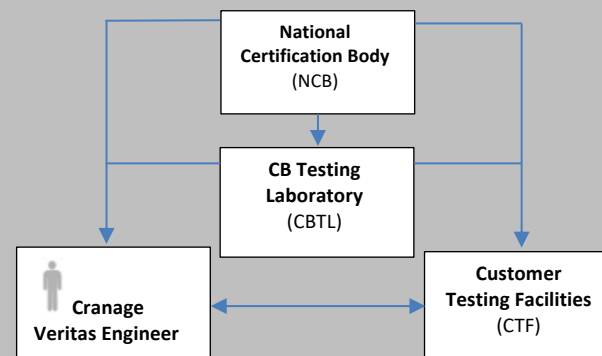 National
Certification Body
(NCB)
CB Testing
Laboratory
(CBTL)
Cranage
Veritas Engineer
Customer
Testing Facilities
(CTF)